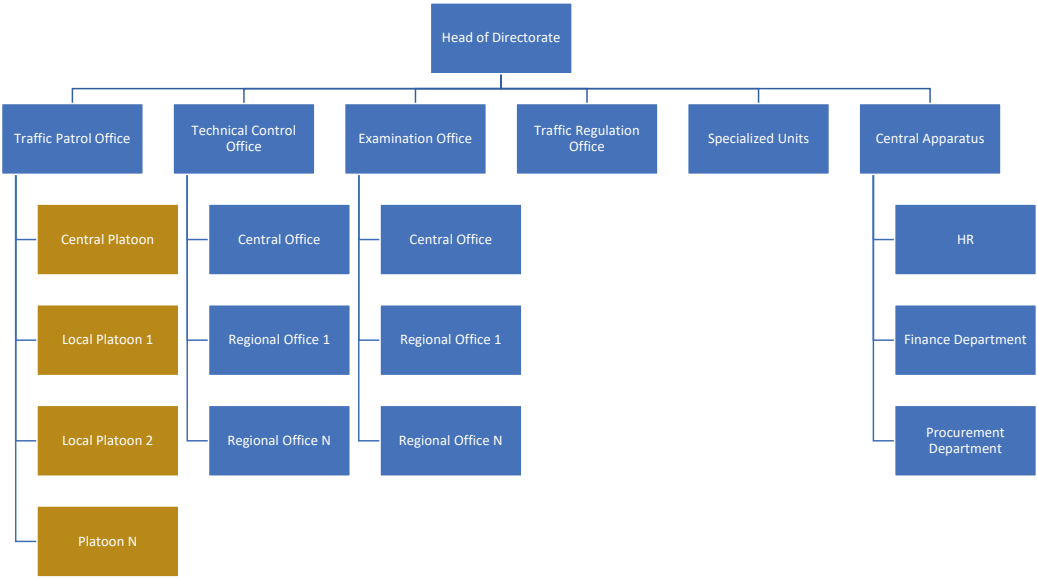 Head of Directorate
Traffic Patrol Office
Technical Control
Office
Examination Office
Traffic Regulation
Office
Specialized Units
Central Apparatus
Central Platoon
Central Office
Central Office
HR
Local Platoon 1
Regional Office 1
Regional Office 1
Finance Department
Local Platoon 2
Regional Office N
Regional Office N
Procurement
Department
Platoon N